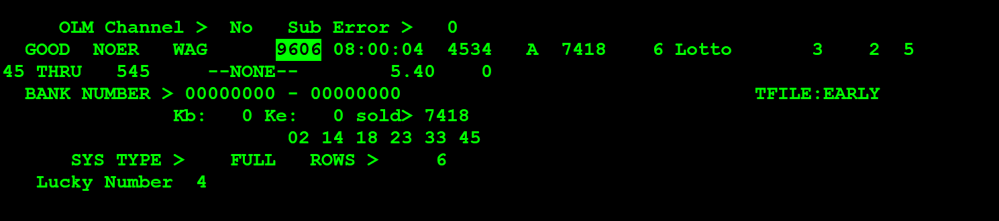 OLM Channel > No Sub Error > 0
GOOD NOER WAG 9606 08:00:04 4534 A 7418 6 Lotto 3 2 5
45 THRU 545 --NONE-- 5.40 0
BANK NUMBER > 00000000 - 00000000 TFILE:EARLY
Kb: 0 Ke: 0 sold> 7418
02 14 18 23 33 45
SYS TYPE > FULL ROWS > 6
Lucky Number 4